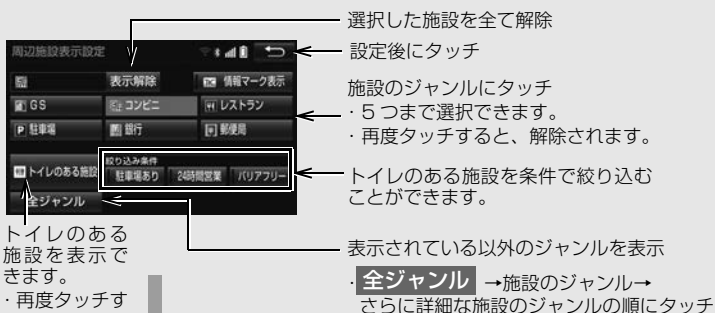 選択した施設を全て解除
設定後にタッチ
周辺施設表示設定
表示解除
情報マーク表示
GS
コンビニ
レストラン
P 駐車場
銀行
郵便局
絞り込み条件
トイレのある施設
駐車場あり
24時間営業
バリアフリー
全ジャンル
施設のジャンルにタッチ
・5 つまで選択できます。
・再度タッチすると、解除されます。
トイレのある施設を条件で絞り込む
ことができます。
表示されている以外のジャンルを表示
・全ジャンル →施設のジャンル→
さらに詳細な施設のジャンルの順にタッチ
トイレのある
施設を表示で
きます。
・再度タッチす